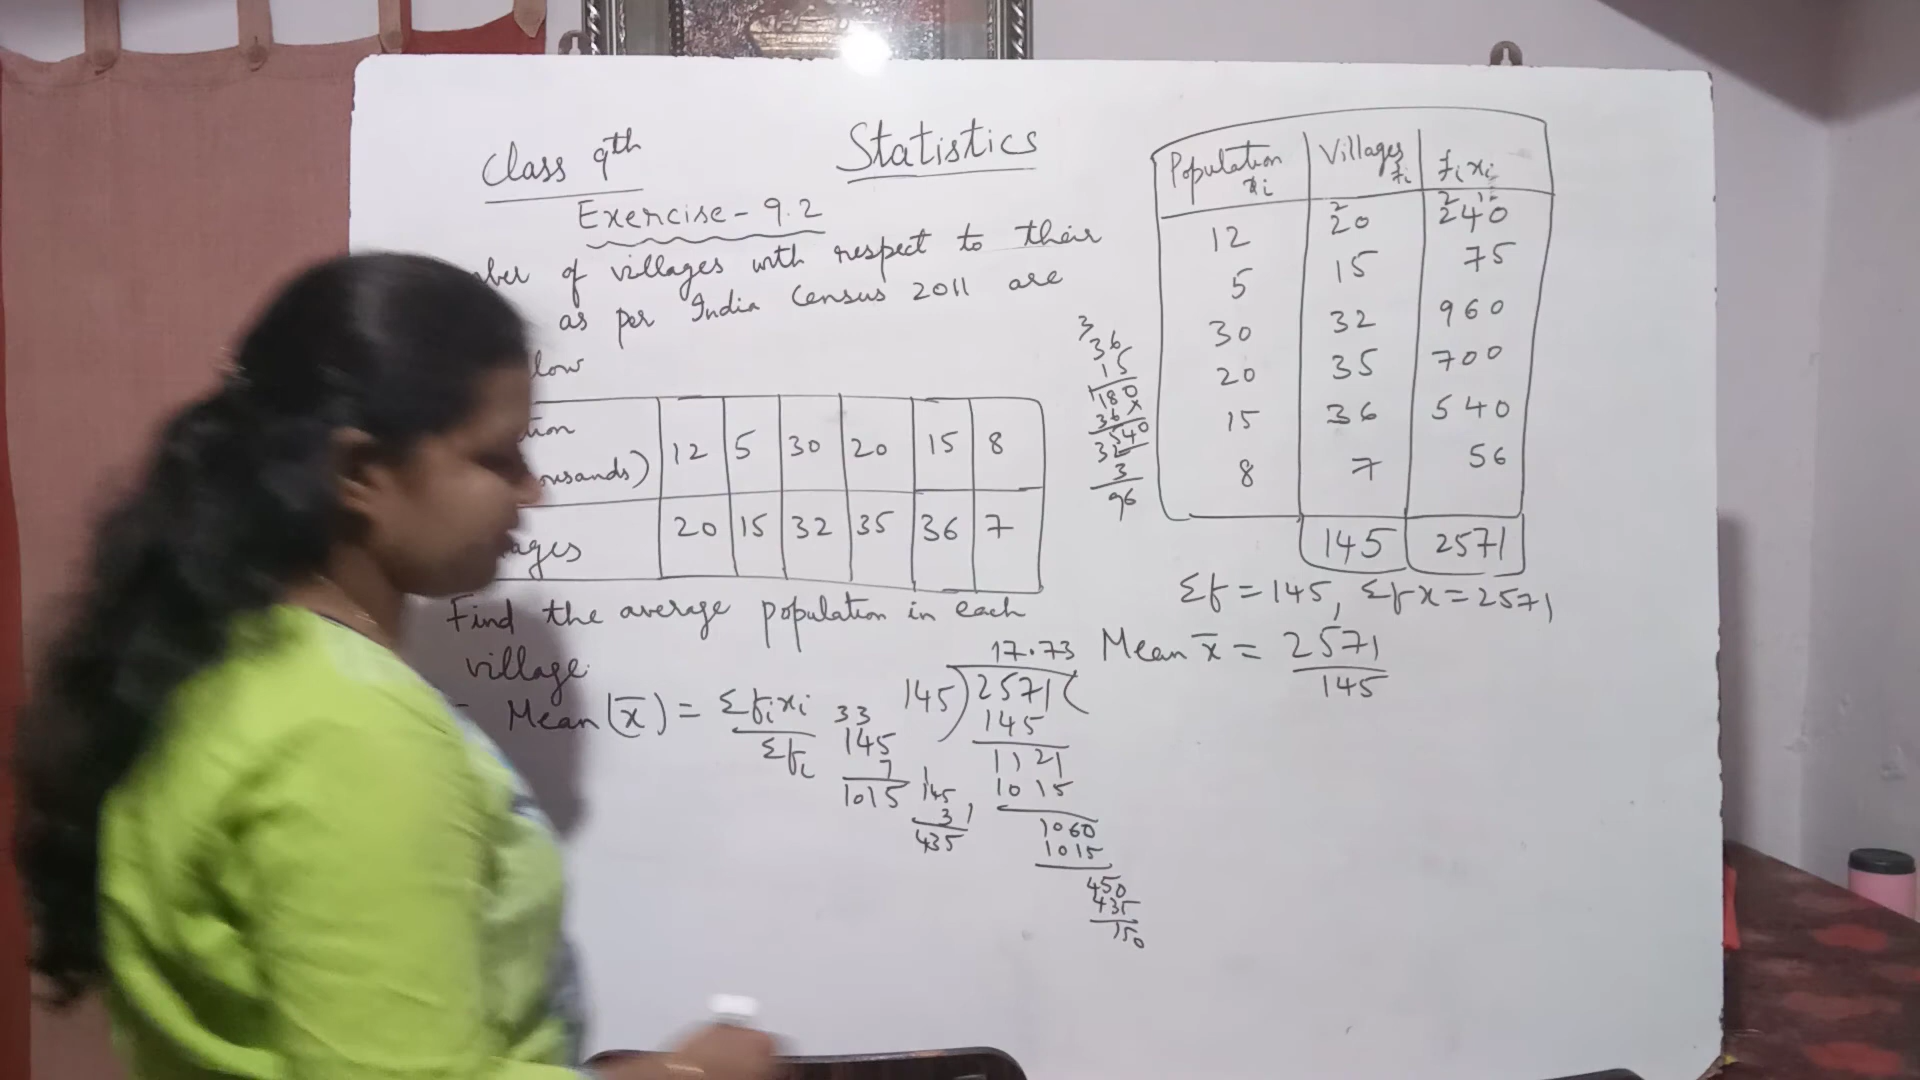 Class 9th
Statistics
Exercise - 9.2
of villages with respect to their
as per India Census 2011 are
12 5 30 20 15 8
20 15 32 35 36 7
Find the average population in each
village.
Mean (x̄) = Σfixi
Σfi
33
145
7
1015
1
145
3
435
17.73
145)2571(
145
1121
1015
1060
1015
450
435
150
3
36
15
180
36x
540
32
3
96
Population xi Villages fi fixi
12 20 240
5 15 75
30 32 960
20 35 700
15 36 540
8 7 56
145 2571
Σf = 145, Σfx = 2571
Mean x̄ = 2571
145